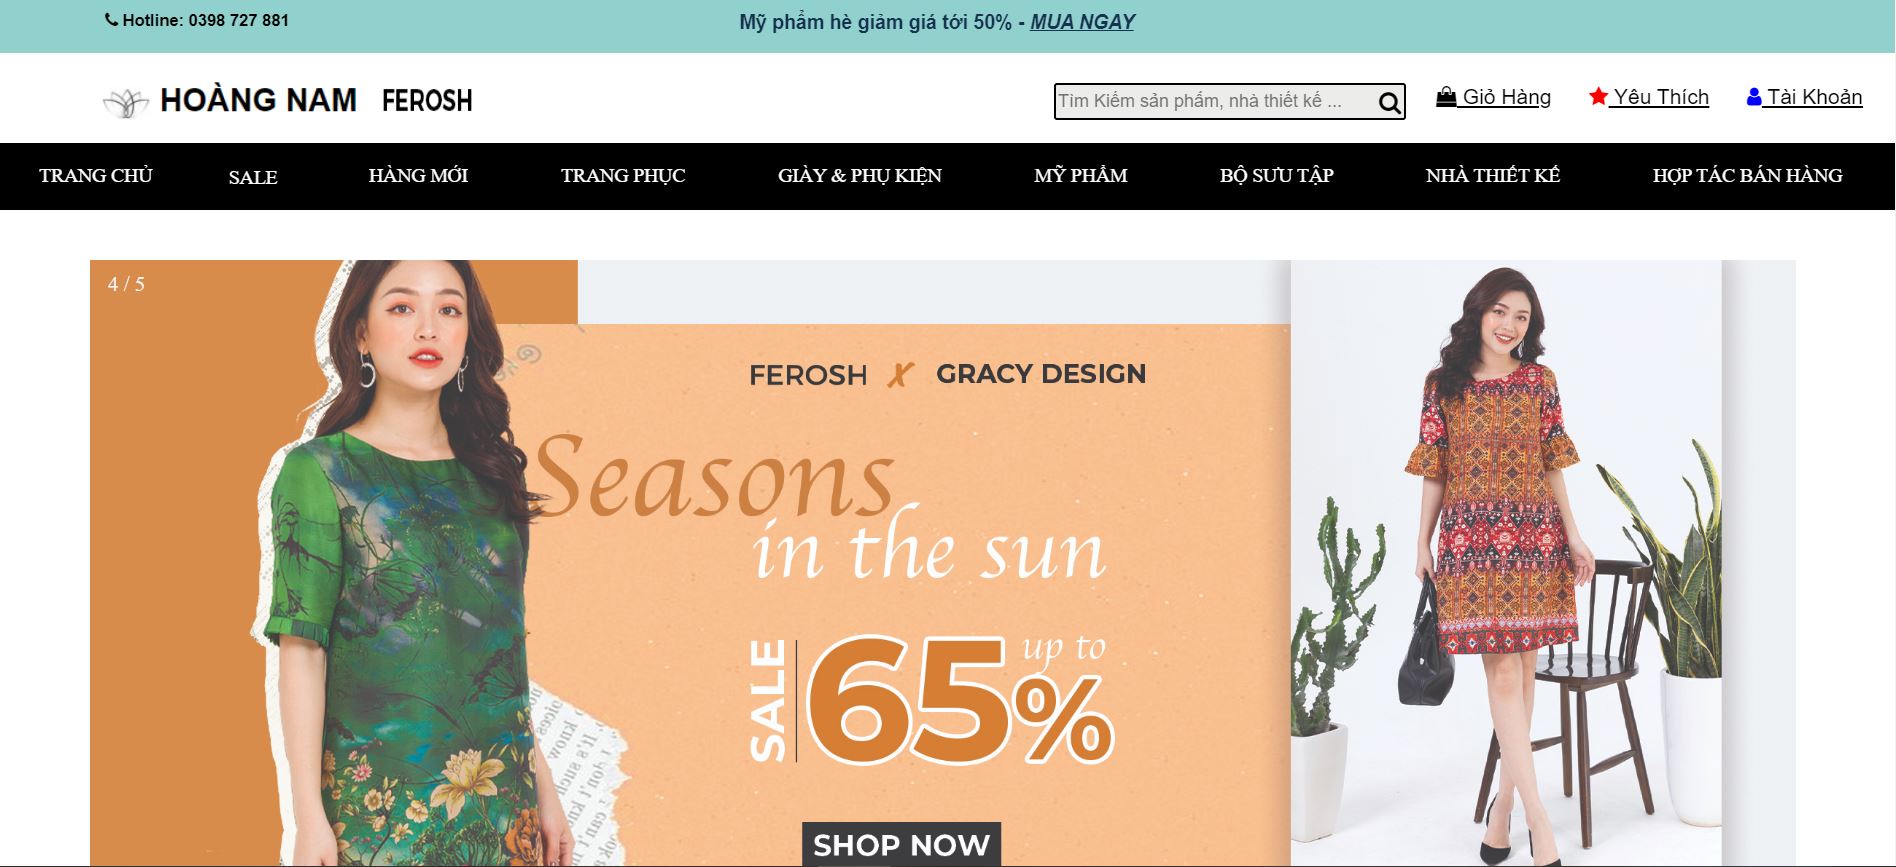 Hotline: 0398 727 881
Mỹ phẩm hè giảm giá tới 50% - MUA NGAY
HOÀNG NAM FEROSH
Tìm Kiếm sản phẩm, nhà thiết kế ...
Giỏ Hàng
Yêu Thích
Tài Khoản
TRANG CHỦ
SALE
HÀNG MỚI
TRANG PHỤC
GIÀY & PHỤ KIỆN
MỸ PHẨM
BỘ SƯU TẬP
NHÀ THIẾT KẾ
HỢP TÁC BÁN HÀNG
4 / 5
FEROSH X GRACY DESIGN
Seasons
in the sun
SALE
up to
65%
SHOP NOW